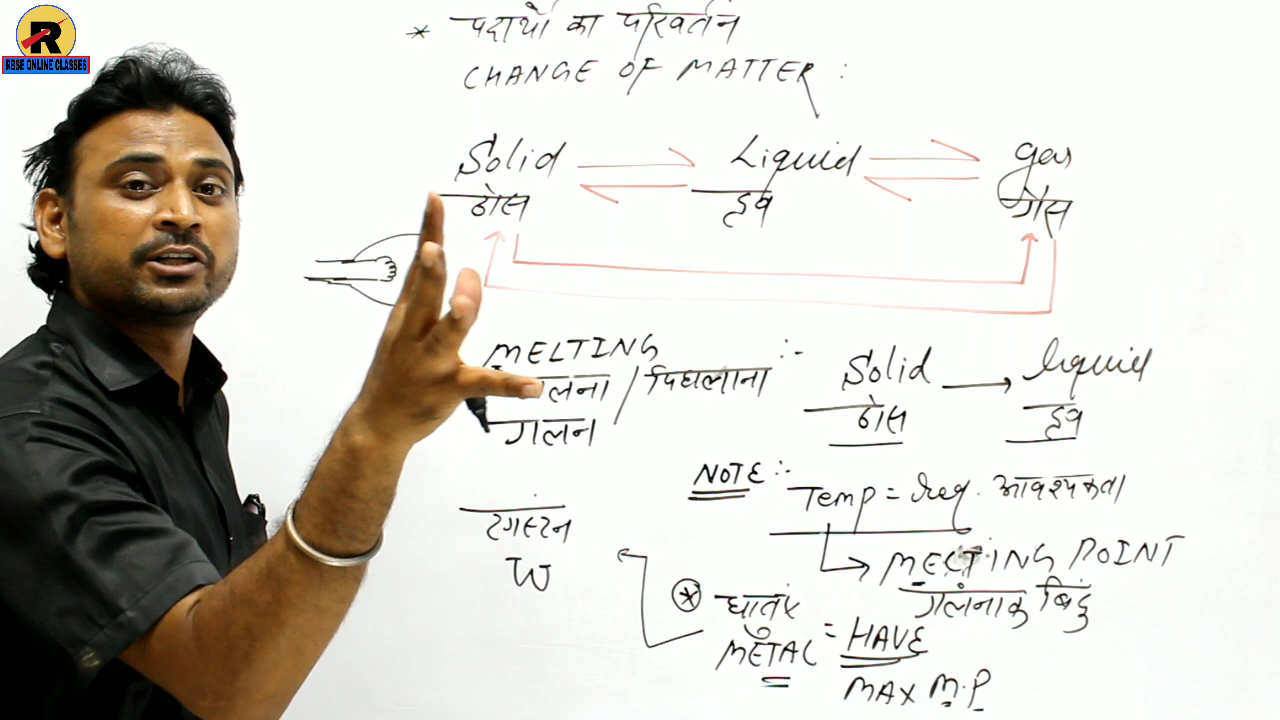 R
RBSE ONLINE CLASSES
* पदार्थो का परिवर्तन
CHANGE OF MATTER :
Solid Liquid gas
ठोस द्रव गैस
MELTING :-
गलना / पिघलाना
गलन
Solid → liquid
ठोस द्रव
NOTE :-
Temp = req. आवश्यकता
MELTING POINT
गलंनाक बिंदु
टंगस्टन
W
* धातंए
METAL = HAVE
MAX M.P